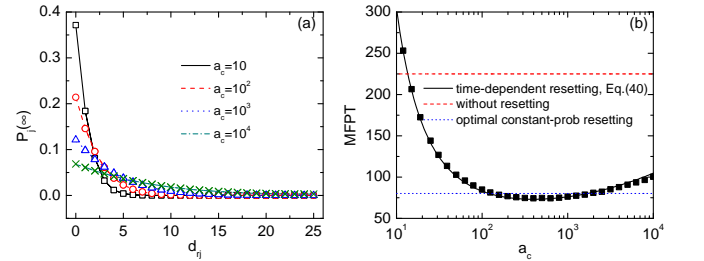 (a)
P_j(∞)
0.4
0.3
0.2
0.1
0.0
a_c=10
a_c=10^2
a_c=10^3
a_c=10^4
0 5 10 15 20 25
d_rj
(b)
MFPT
300
250
200
150
100
50
time-dependent resetting, Eq.(40)
without resetting
optimal constant-prob resetting
10^1 10^2 10^3 10^4
a_c